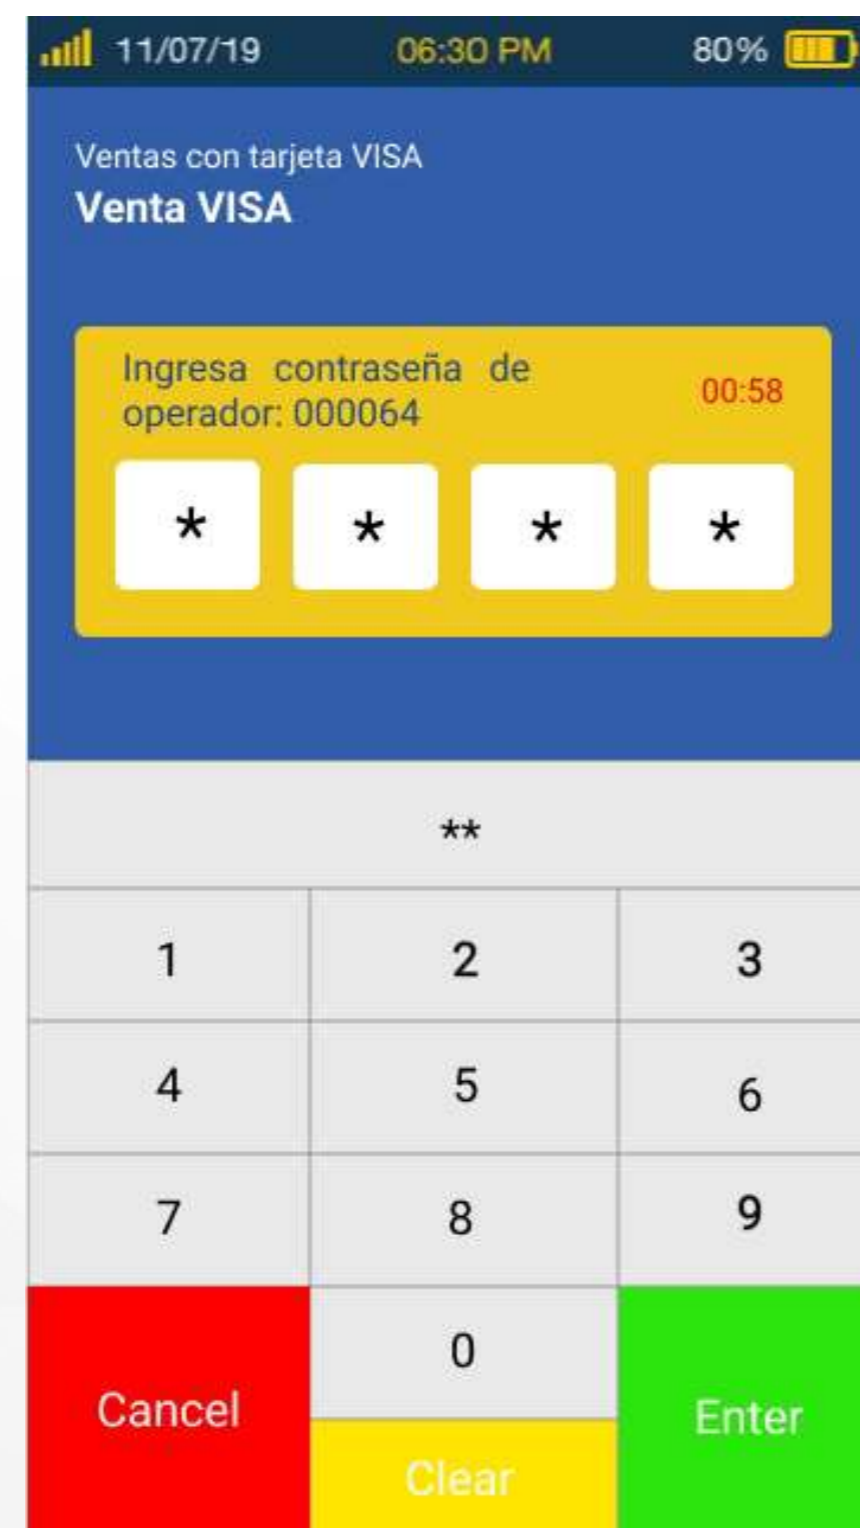 11/07/19 06:30 PM 80%
Ventas con tarjeta VISA
Venta VISA
Ingresa contraseña de
operador: 000064
00:58
* * * *
**
1 2 3
4 5 6
7 8 9
0
Cancel Enter
Clear